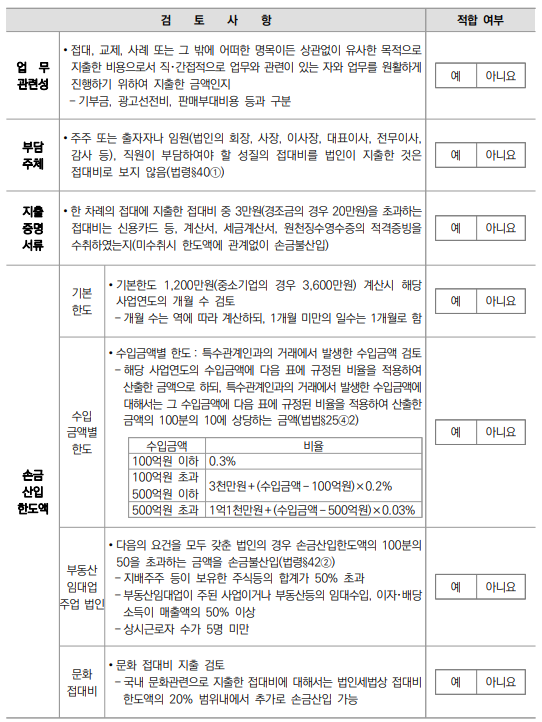 검 토 사 항
적합 여부
업 무
관련성
• 접대, 교제, 사례 또는 그 밖에 어떠한 명목이든 상관없이 유사한 목적으로
지출한 비용으로서 직·간접적으로 업무와 관련이 있는 자와 업무를 원활하게
진행하기 위하여 지출한 금액인지
– 기부금, 광고선전비, 판매부대비용 등과 구분
예 아니요
부담
주체
• 주주 또는 출자자나 임원(법인의 회장, 사장, 이사장, 대표이사, 전무이사,
감사 등), 직원이 부담하여야 할 성질의 접대비를 법인이 지출한 것은
접대비로 보지 않음(법령§40①)
예 아니요
지출
증명
서류
• 한 차례의 접대에 지출한 접대비 중 3만원(경조금의 경우 20만원)을 초과하는
접대비는 신용카드 등, 계산서, 세금계산서, 원천징수영수증의 적격증빙을
수취하였는지(미수취시 한도액에 관계없이 손금불산입)
예 아니요
손금
산입
한도액
기본
한도
• 기본한도 1,200만원(중소기업의 경우 3,600만원) 계산시 해당
사업연도의 개월 수 검토
– 개월 수는 역에 따라 계산하되, 1개월 미만의 일수는 1개월로 함
예 아니요
수입
금액별
한도
• 수입금액별 한도 : 특수관계인과의 거래에서 발생한 수입금액 검토
– 해당 사업연도의 수입금액에 다음 표에 규정된 비율을 적용하여
산출한 금액으로 하되, 특수관계인과의 거래에서 발생한 수입금액에
대해서는 그 수입금액에 다음 표에 규정된 비율을 적용하여 산출한
금액의 100분의 10에 상당하는 금액(법법§25④2)
수입금액 비율
100억원 이하 0.3%
100억원 초과
500억원 이하
3천만원+(수입금액–100억원)×0.2%
500억원 초과 1억1천만원+(수입금액–500억원)×0.03%
예 아니요
부동산
임대업
주업 법인
• 다음의 요건을 모두 갖춘 법인의 경우 손금산입한도액의 100분의
50을 초과하는 금액을 손금불산입(법령§42②)
– 지배주주 등이 보유한 주식등의 합계가 50% 초과
– 부동산임대업이 주된 사업이거나 부동산등의 임대수입, 이자·배당
소득이 매출액의 50% 이상
– 상시근로자 수가 5명 미만
예 아니요
문화
접대비
• 문화 접대비 지출 검토
– 국내 문화관련으로 지출한 접대비에 대해서는 법인세법상 접대비
한도액의 20% 범위내에서 추가로 손금산입 가능
예 아니요